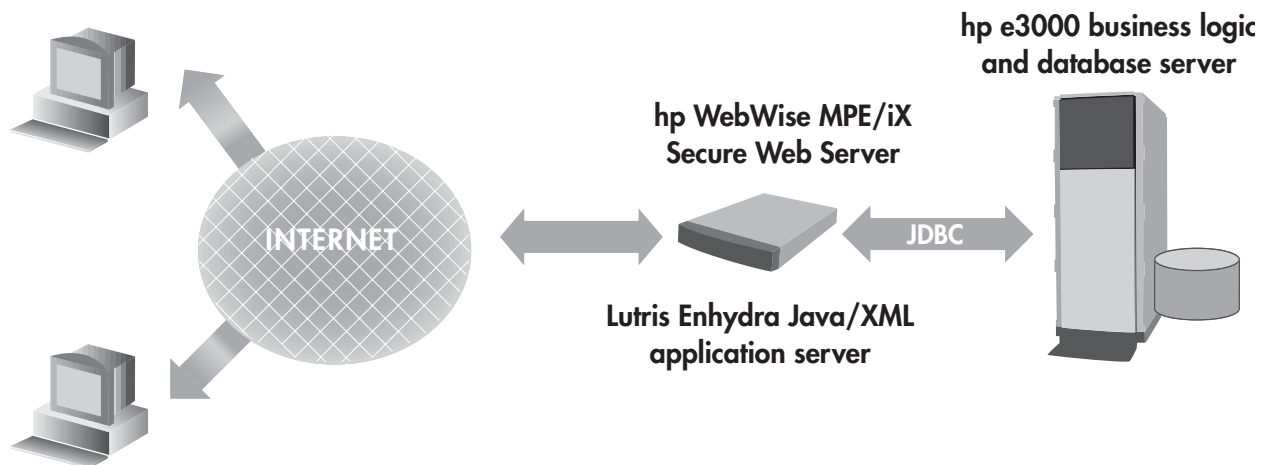 hp e3000 business logic
and database server
hp WebWise MPE/iX
Secure Web Server
INTERNET
JDBC
Lutris Enhydra Java/XML
application server